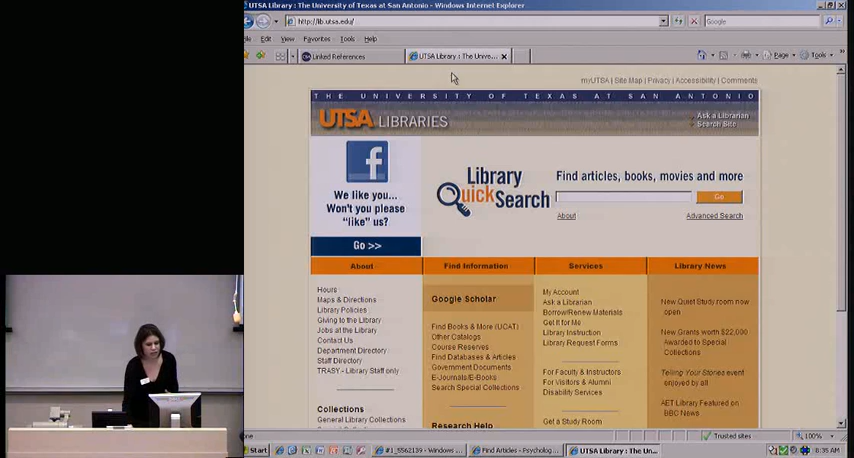 UTSA Library : The University of Texas at San Antonio - Windows Internet Explorer
http://lib.utsa.edu/
Google
Edit View Favorites Tools Help
Linked References
UTSA Library : The Unive...
Page Tools
myUTSA | Site Map | Privacy | Accessibility | Comments
THE UNIVERSITY OF TEXAS AT SAN ANTONIO
UTSA LIBRARIES
Ask a Librarian
Search Site
f
We like you...
Won't you please
"like" us?
Go >>
Library
Quick Search
Find articles, books, movies and more
Go
About
Advanced Search
About
Hours
Maps & Directions
Library Policies
Giving to the Library
Jobs at the Library
Contact Us
Department Directory
Staff Directory
TRASY - Library Staff only
Collections
General Library Collections
Find Information
Google Scholar
Find Books & More (UCAT)
Other Catalogs
Course Reserves
Find Databases & Articles
Government Documents
E-Journals/E-Books
Search Special Collections
Research Help
Services
My Account
Ask a Librarian
Borrow/Renew Materials
Get it for Me
Library Instruction
Library Request Forms
For Faculty & Instructors
For Visitors & Alumni
Disability Services
Get a Study Room
Library News
New Quiet Study room now
open
New Grants worth $22,000
Awarded to Special
Collections
Telling Your Stories event
enjoyed by all
AET Library Featured on
BBC News
one
Trusted sites
100%
Start
#1_5562139 - Windows ...
Find Articles - Psycholog...
UTSA Library : The Un...
8:35 AM